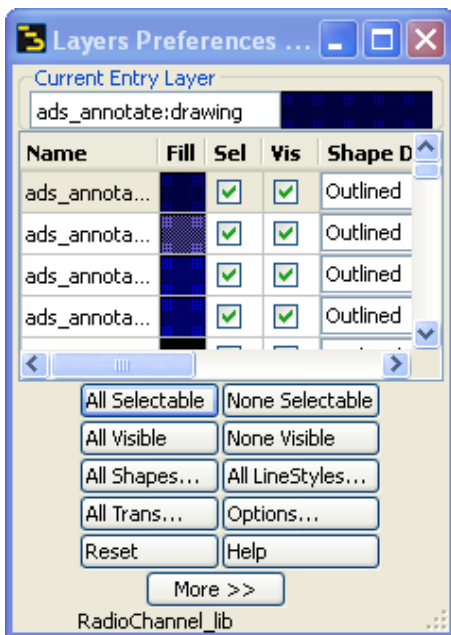 Layers Preferences ...
Current Entry Layer
ads_annotate:drawing
Name Fill Sel Vis Shape D
ads_annota... Outlined
ads_annota... Outlined
ads_annota... Outlined
ads_annota... Outlined
All Selectable None Selectable
All Visible None Visible
All Shapes... All LineStyles...
All Trans... Options...
Reset Help
More >>
RadioChannel_lib